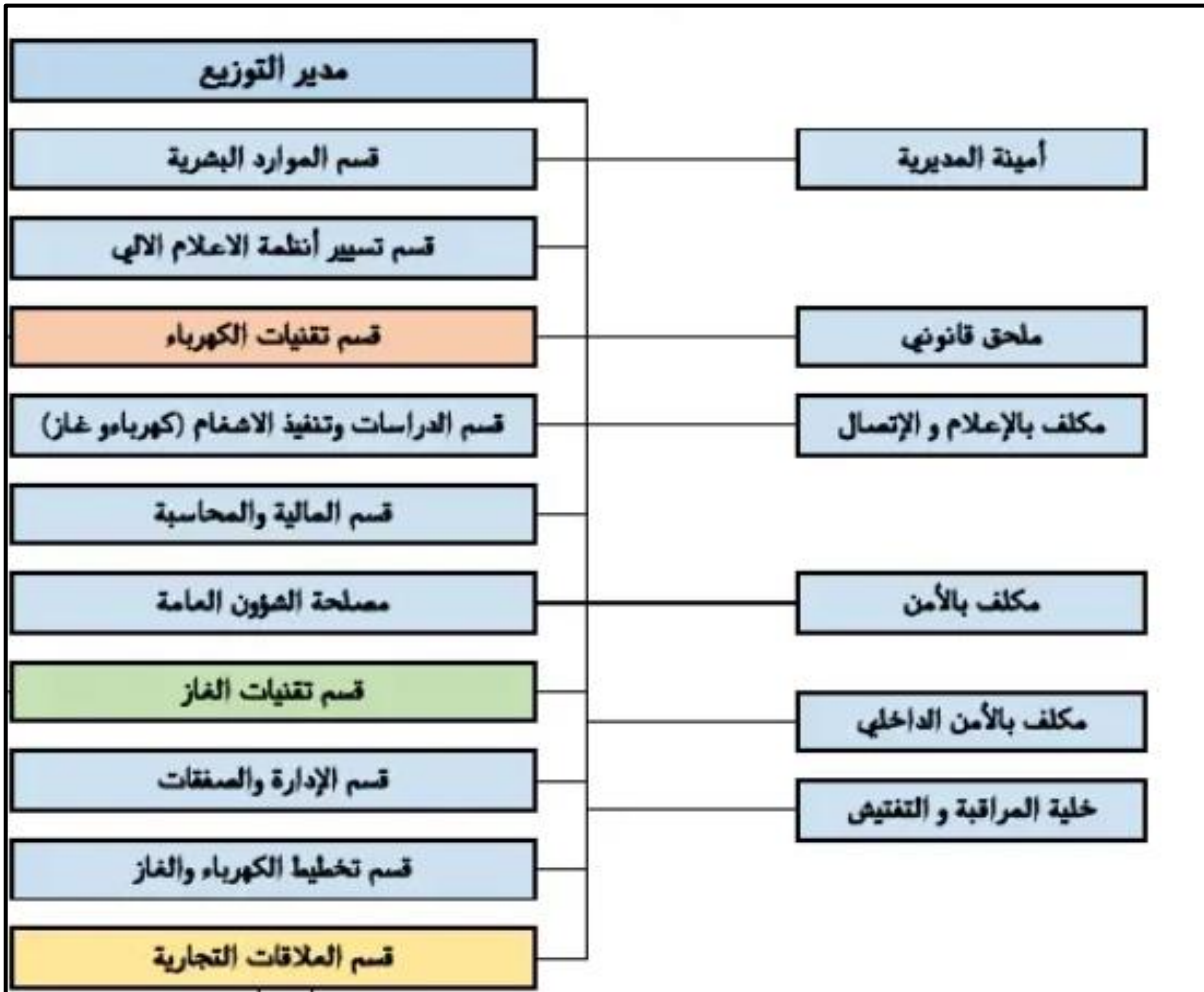 مدير التوزيع
أمينة المديرية
قسم الموارد البشرية
قسم تسيير أنظمة الاعلام الالي
ملحق قانوني
قسم تقنيات الكهرباء
مكلف بالإعلام و الإتصال
قسم الدراسات وتنفيذ الاشغام (كهرباءو غاز)
قسم المالية والمحاسبة
مكلف بالأمن
مصلحة الشؤون العامة
قسم تقنيات الغاز
مكلف بالأمن الداخلي
قسم الإدارة والصفقات
خلية المراقبة و التفتيش
قسم تخطيط الكهرباء والغاز
قسم العلاقات التجارية